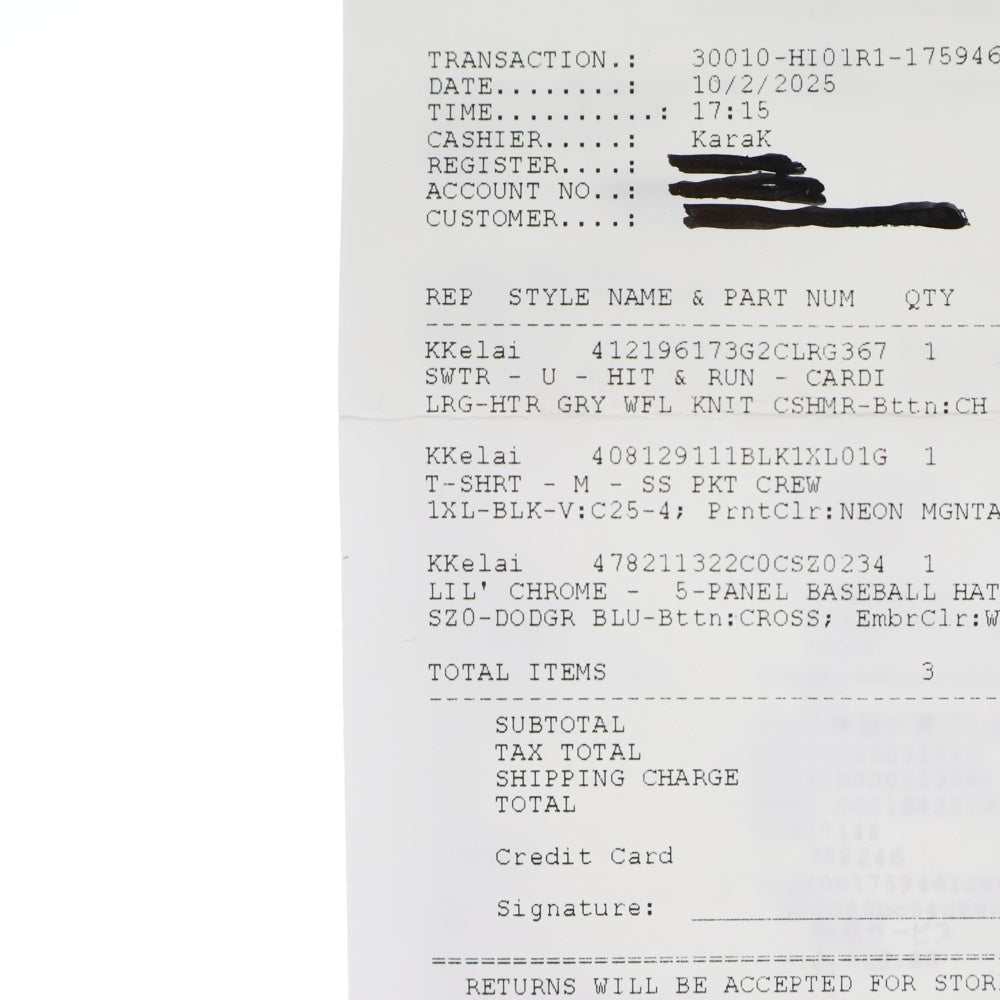 TRANSACTION.: 30010-HI01R1-175946
DATE........: 10/2/2025
TIME..........: 17:15
CASHIER.....: KaraK
REGISTER....:
ACCOUNT NO..:
CUSTOMER....:
REP STYLE NAME & PART NUM QTY
KKelai 412196173G2CLRG367 1
SWTR - U - HIT & RUN - CARDI
LRG-HTR GRY WFL KNIT CSHMR-Bttn:CH
KKelai 408129111BLK1XL01G 1
T-SHRT - M - SS PKT CREW
1XL-BLK-V:C25-4; PrntClr:NEON MGNTA
KKelai 478211322C0CSZ0234 1
LIL' CHROME - 5-PANEL BASEBALL HAT
SZ0-DODGR BLU-Bttn:CROSS; EmbrClr:W
TOTAL ITEMS 3
SUBTOTAL
TAX TOTAL
SHIPPING CHARGE
TOTAL
Credit Card
Signature:
RETURNS WILL BE ACCEPTED FOR STOR